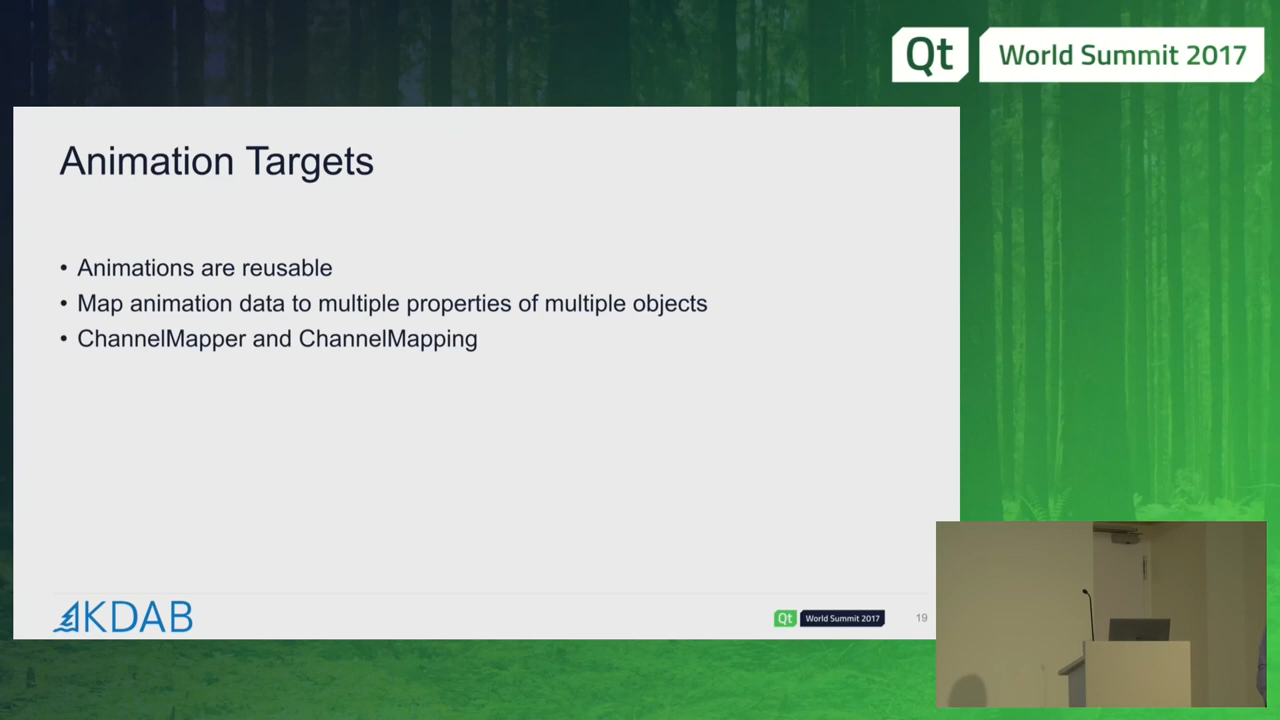 Qt World Summit 2017
Animation Targets
• Animations are reusable
• Map animation data to multiple properties of multiple objects
• ChannelMapper and ChannelMapping
KDAB
Qt World Summit 2017
19